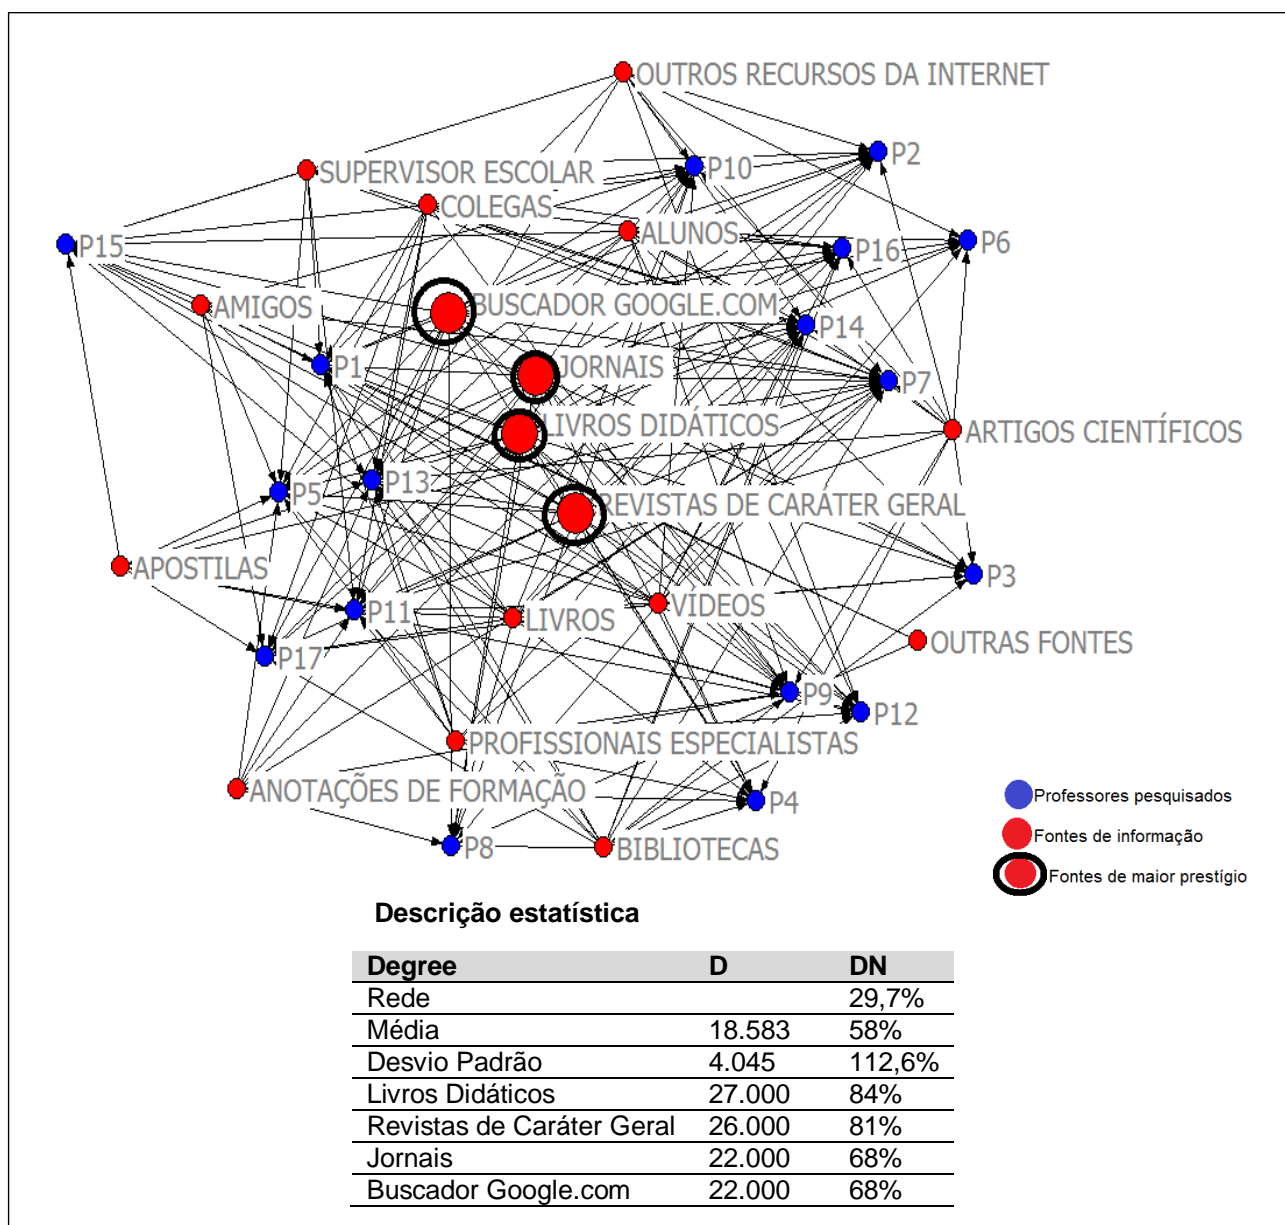 OUTROS RECURSOS DA INTERNET
P2
P10
SUPERVISOR ESCOLAR
COLEGAS
ALUNOS
P15
P16
P6
AMIGOS
BUSCADOR GOOGLE.COM
P14
P1
JORNAIS
P7
LIVROS DIDÁTICOS
ARTIGOS CIENTÍFICOS
P13
P5
REVISTAS DE CARÁTER GERAL
APOSTILAS
P3
P11
LIVROS
VÍDEOS
OUTRAS FONTES
P17
P9
P12
PROFISSIONAIS ESPECIALISTAS
ANOTAÇÕES DE FORMAÇÃO
P4
P8
BIBLIOTECAS
Professores pesquisados
Fontes de informação
Fontes de maior prestígio
Descrição estatística
Degree D DN
Rede 29,7%
Média 18.583 58%
Desvio Padrão 4.045 112,6%
Livros Didáticos 27.000 84%
Revistas de Caráter Geral 26.000 81%
Jornais 22.000 68%
Buscador Google.com 22.000 68%